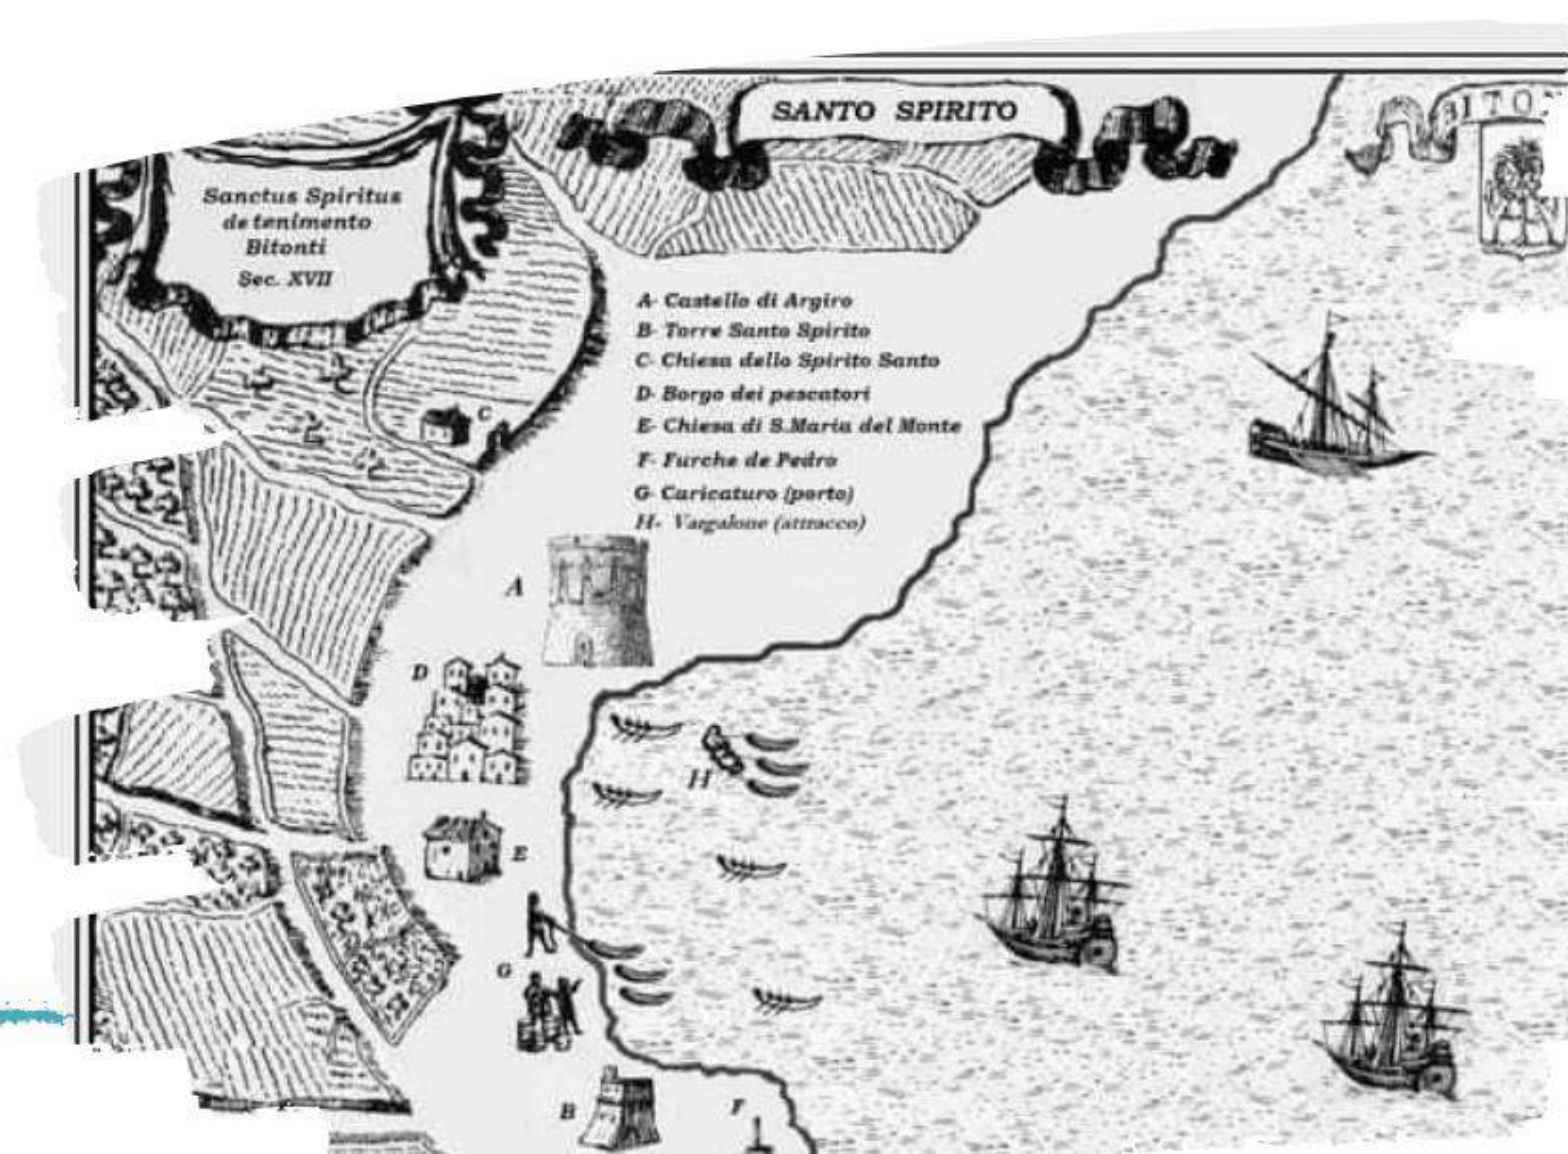 SANTO SPIRITO
Sanctus Spiritus
de tenimento
Bitonti
Sec. XVII
A- Castello di Argiro
B- Torre Santo Spirito
C- Chiesa dello Spirito Santo
D- Borgo dei pescatori
E- Chiesa di S.Maria del Monte
F- Furche de Pedro
G- Caricaturo (porto)
H- Vargalone (attracco)
C
A
D
H
E
G
B
F